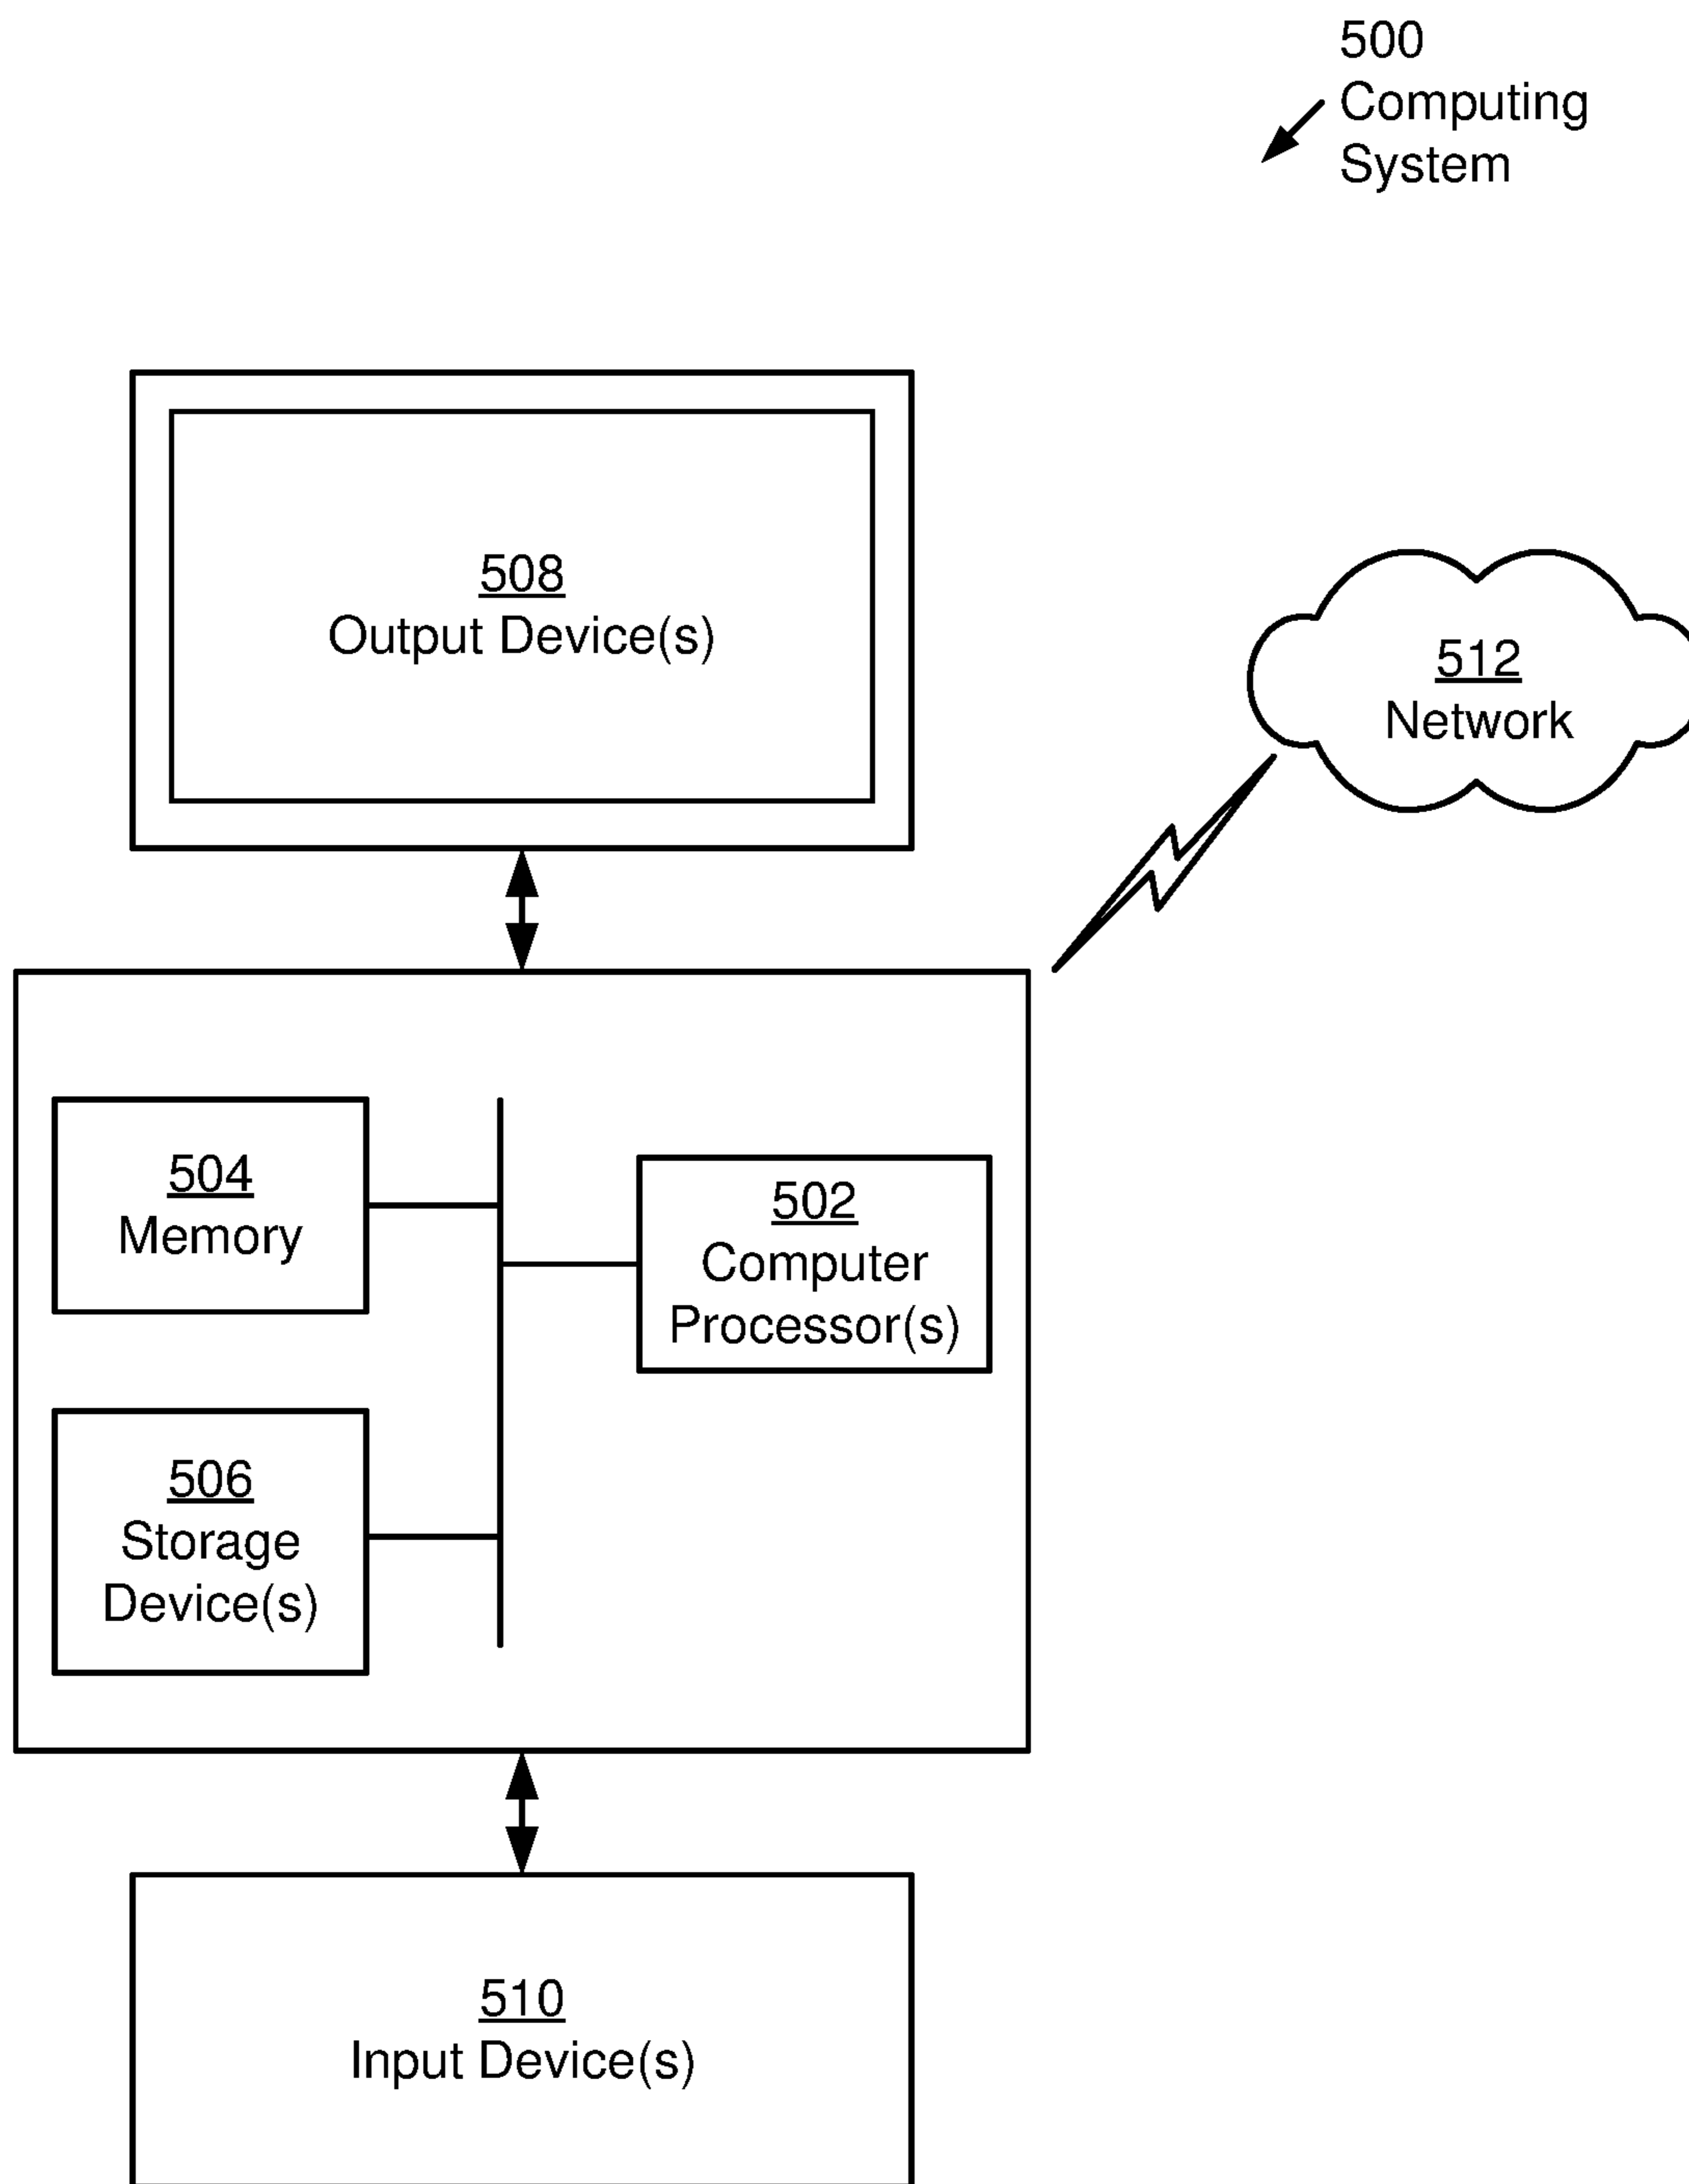 500
Computing
System
508
Output Device(s)
512
Network
504
Memory
502
Computer
Processor(s)
506
Storage
Device(s)
510
Input Device(s)